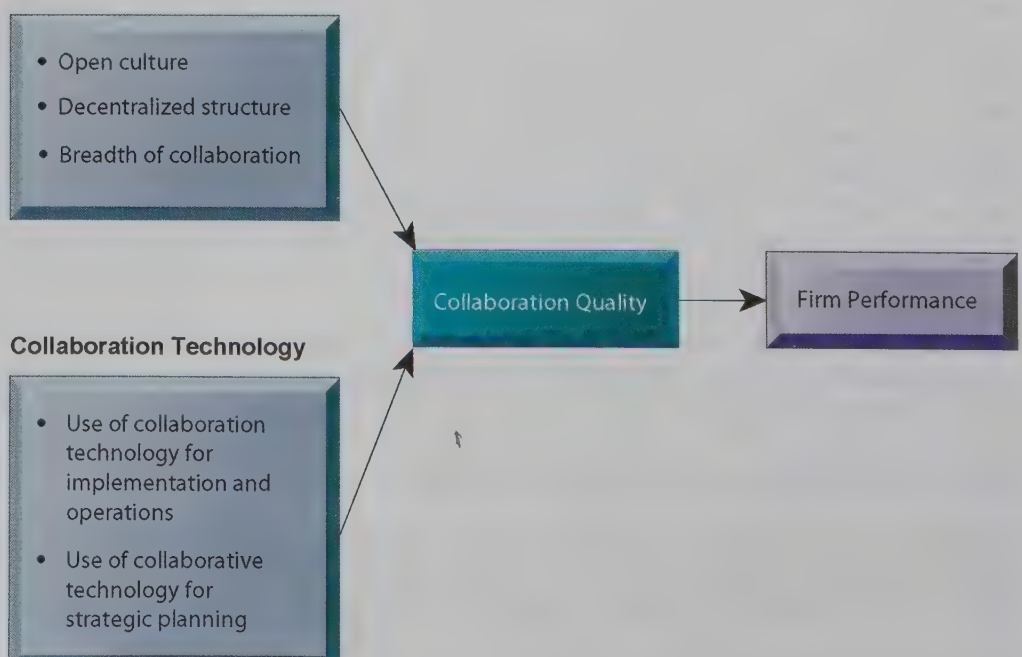 • Open culture
• Decentralized structure
• Breadth of collaboration
Collaboration Quality
Firm Performance
Collaboration Technology
• Use of collaboration
technology for
implementation and
operations
• Use of collaborative
technology for
strategic planning